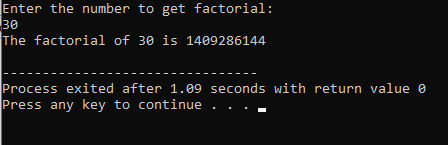 Enter the number to get factorial:
30
The factorial of 30 is 1409286144
--------------------------------
Process exited after 1.09 seconds with return value 0
Press any key to continue . . .